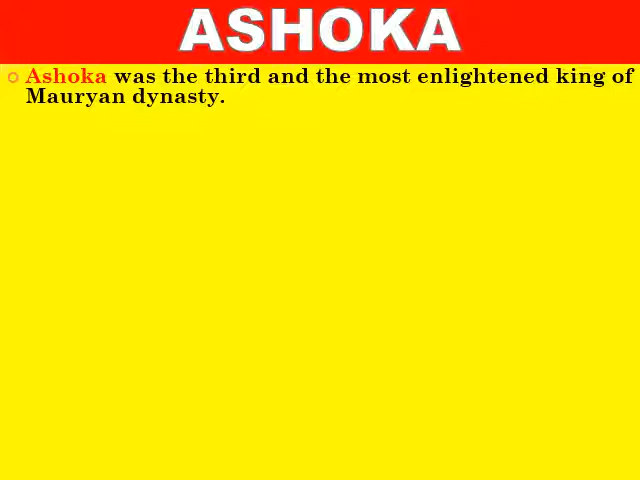 ASHOKA
Ashoka was the third and the most enlightened king of
Mauryan dynasty.